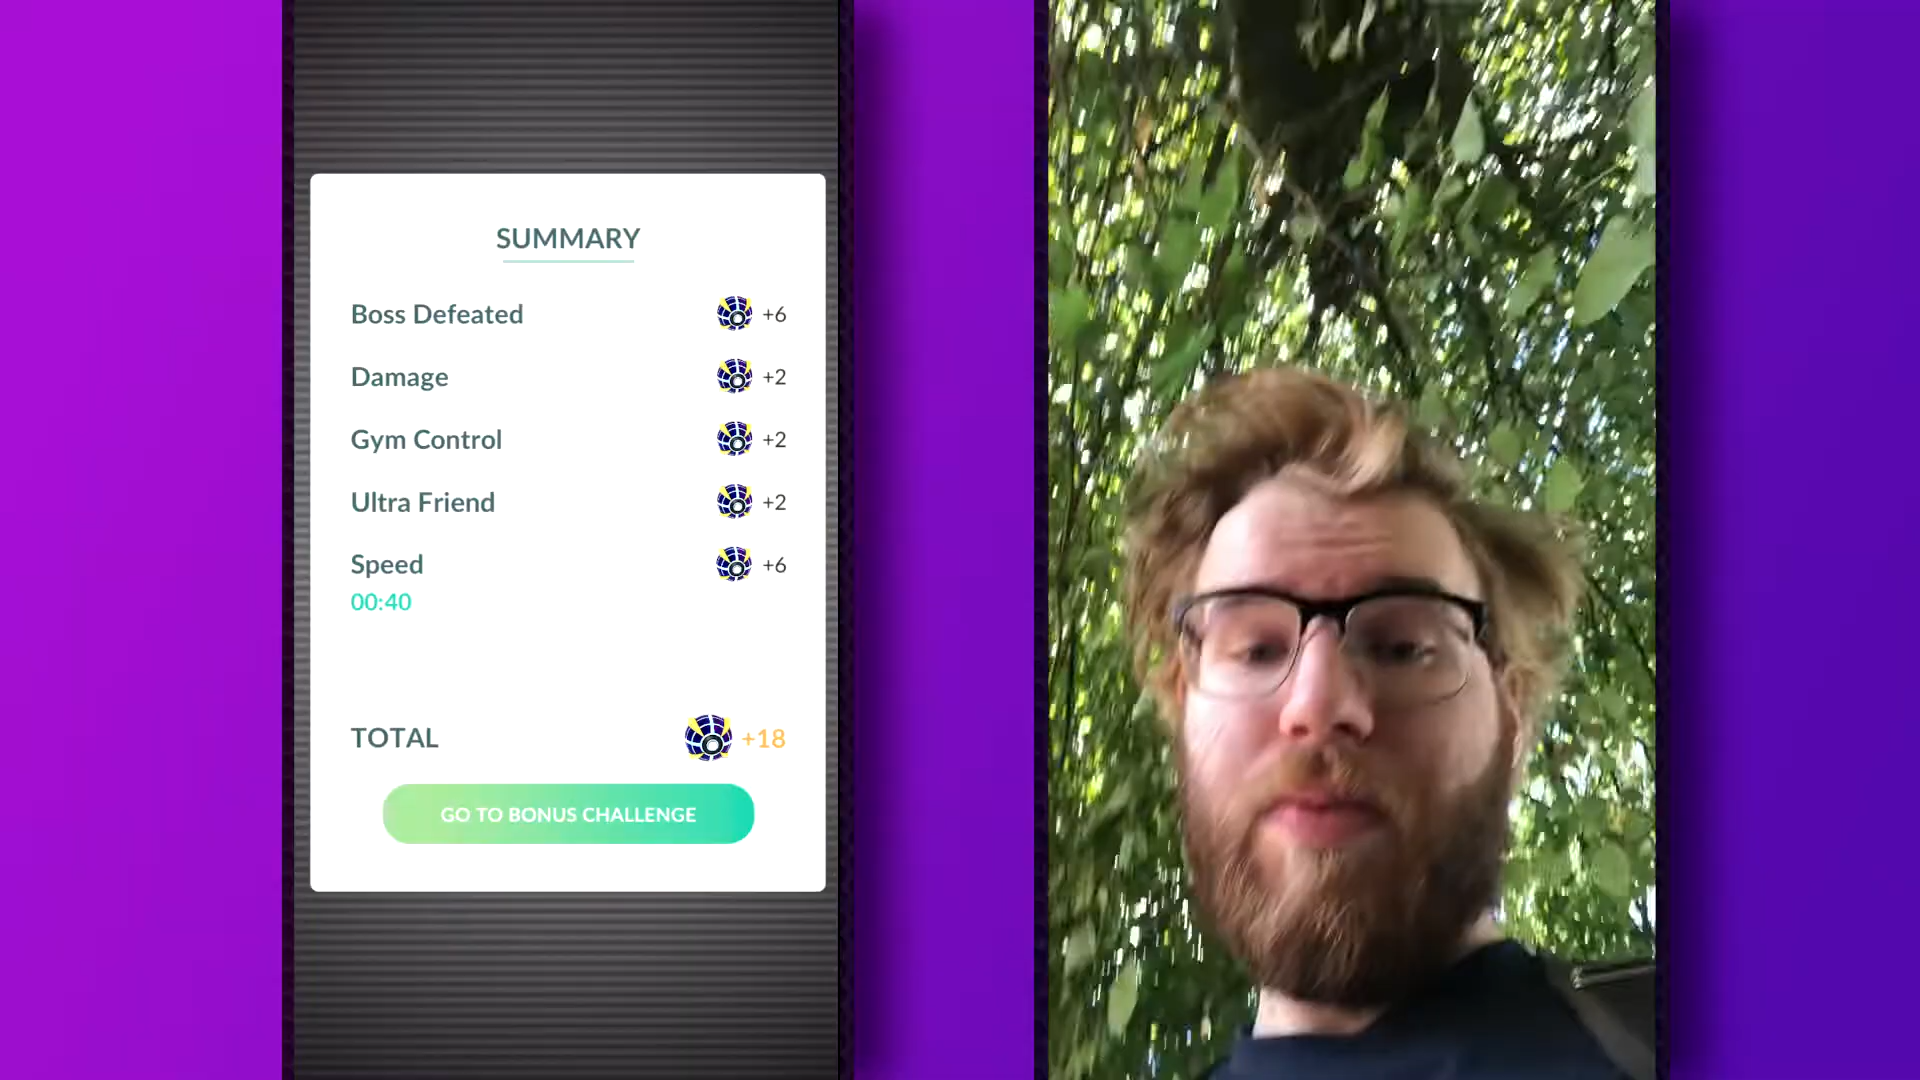 SUMMARY
Boss Defeated +6
Damage +2
Gym Control +2
Ultra Friend +2
Speed +6
00:40
TOTAL +18
GO TO BONUS CHALLENGE